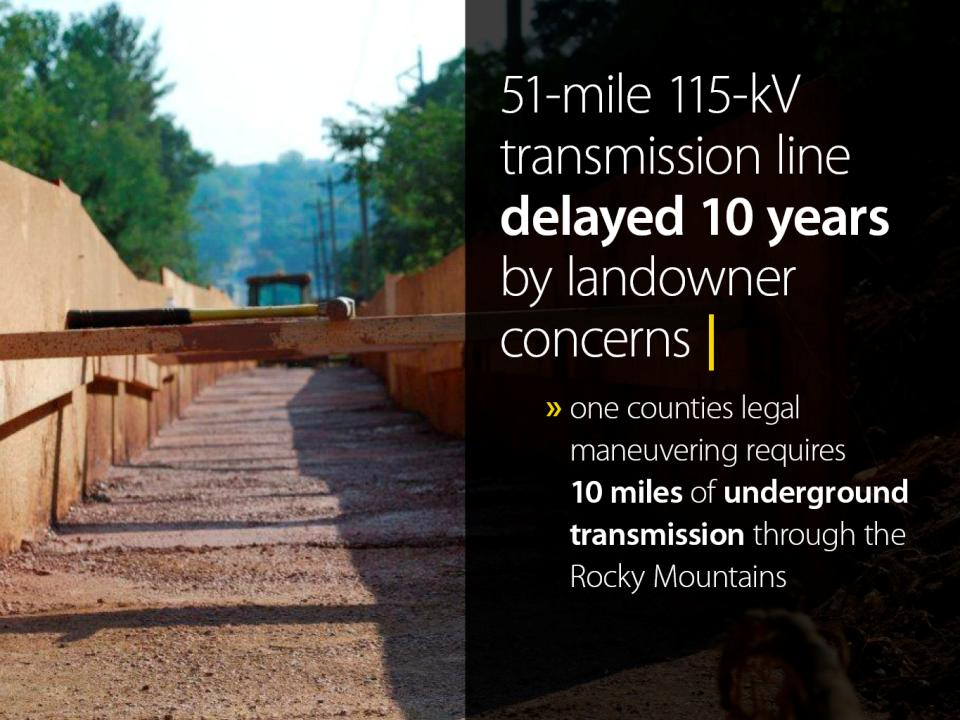 51-mile 115-kV
transmission line
delayed 10 years
by landowner
concerns |
» one counties legal
maneuvering requires
10 miles of underground
transmission through the
Rocky Mountains